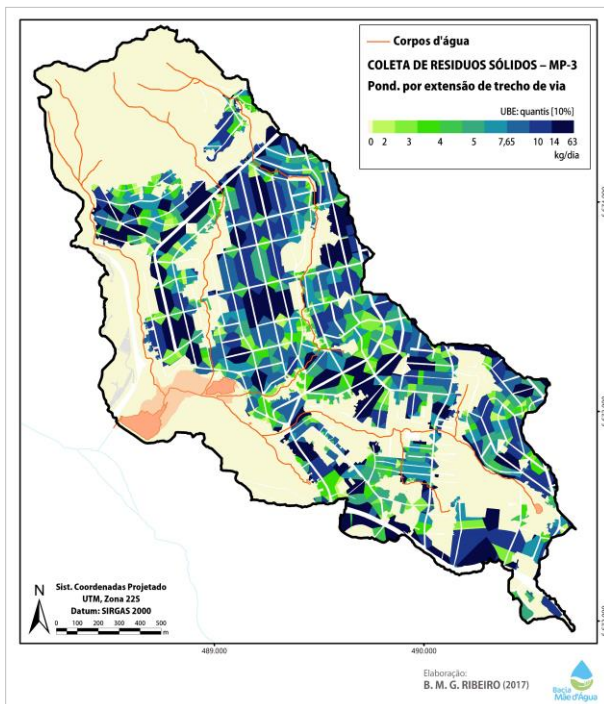 Corpos d'água
COLETA DE RESIDUOS SÓLIDOS – MP-3
Pond. por extensão de trecho de via
UBE: quantis [10%]
0 2 3 4 5 7,65 10 14 63
kg/dia
N
Sist. Coordenadas Projetado
UTM, Zona 22S
Datum: SIRGAS 2000
0 100 200 300 400 500
m
489.000 490.000
Elaboração:
B. M. G. RIBEIRO (2017)
Bacia
Mãe d'Água